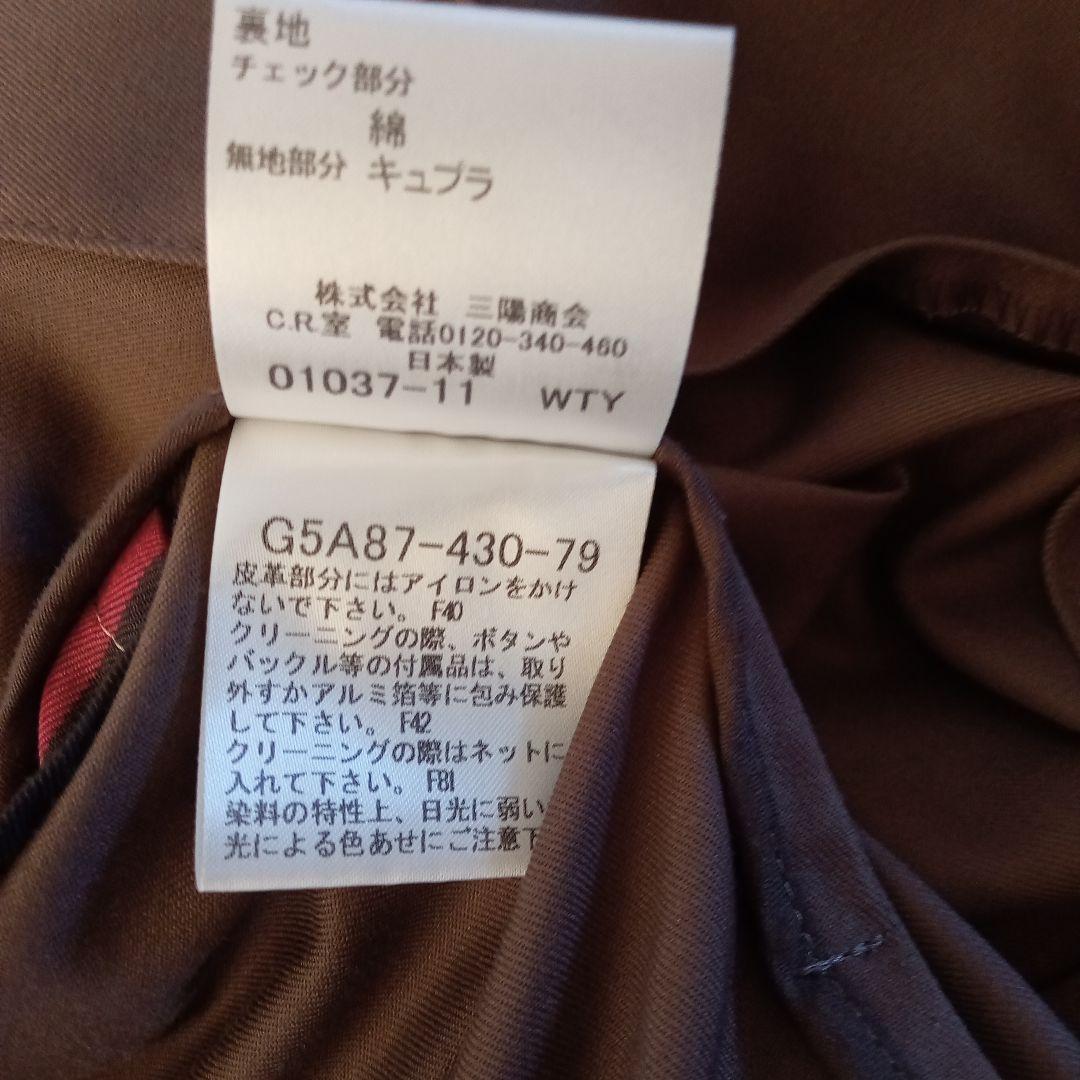 裏地
チェック部分
綿
無地部分 キュプラ
株式会社 三陽商会
C.R.室 電話0120-340-460
日本製
01037-11 WTY
G5A87-430-79
皮革部分にはアイロンをかけ
ないで下さい。 F40
クリーニングの際、ボタンや
バックル等の付属品は、取り
外すかアルミ箔等に包み保護
して下さい。 F42
クリーニングの際はネットに
入れて下さい。 F81
染料の特性上、日光に弱い
光による色あせにご注意下